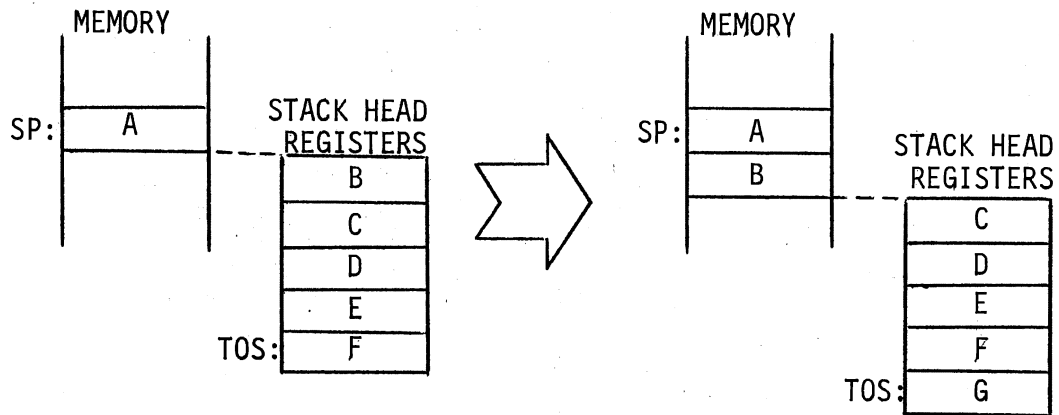 MEMORY
SP: A
STACK HEAD
REGISTERS
B
C
D
E
TOS: F
MEMORY
SP: A
B
STACK HEAD
REGISTERS
C
D
E
F
TOS: G